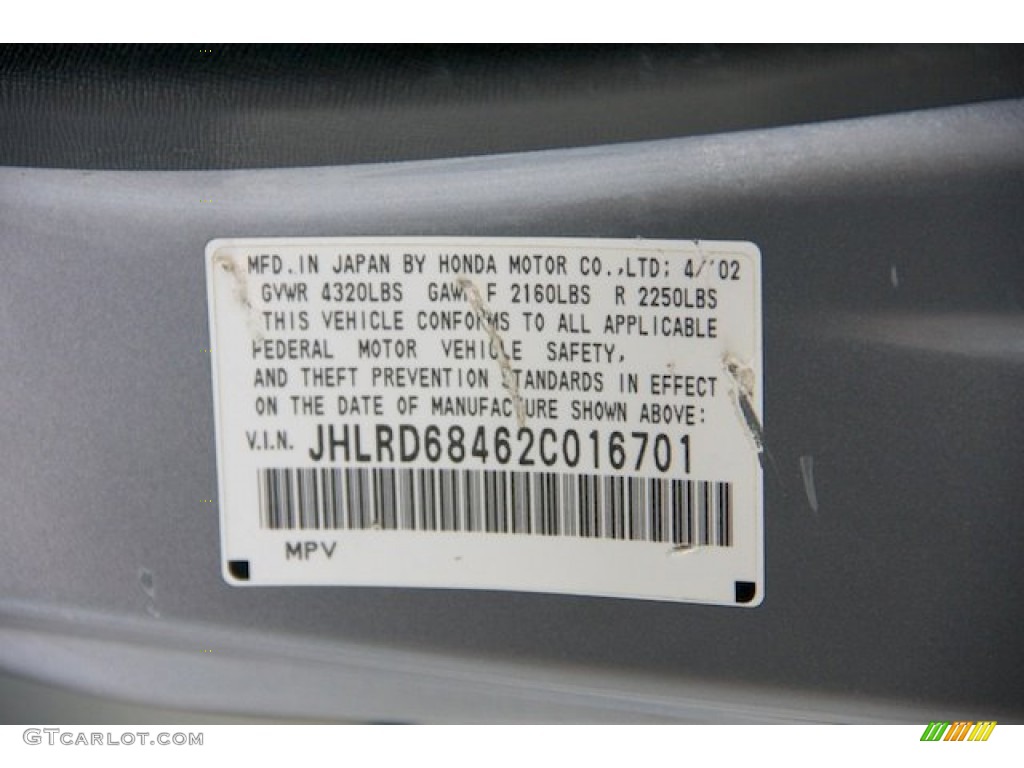 MFD. IN JAPAN BY HONDA MOTOR CO.,LTD: 4/'02
GVWR 4320LBS GAWR F 2160LBS R 2250LBS
THIS VEHICLE CONFORMS TO ALL APPLICABLE
FEDERAL MOTOR VEHICLE SAFETY,
AND THEFT PREVENTION STANDARDS IN EFFECT
ON THE DATE OF MANUFACTURE SHOWN ABOVE:
V.I.N. JHLRD68462C016701
MPV
GTCarLot.com